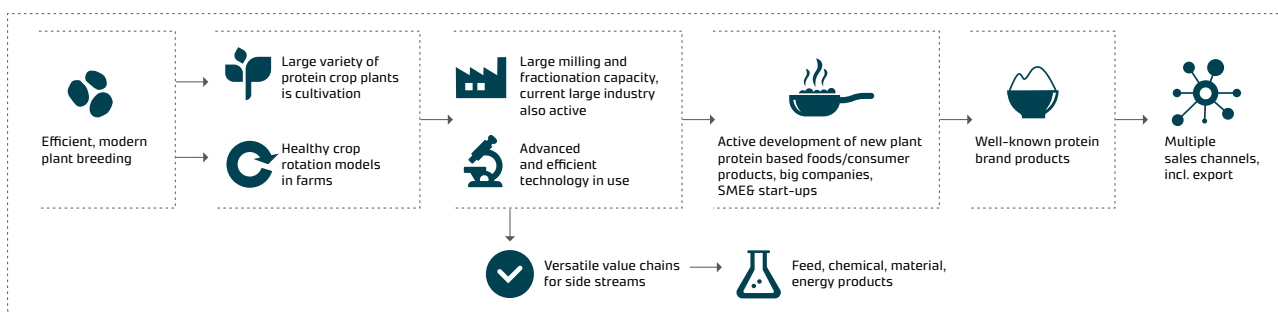 Efficient, modern
plant breeding
Large variety of
protein crop plants
is cultivation
Healthy crop
rotation models
in farms
Large milling and
fractionation capacity,
current large industry
also active
Advanced
and efficient
technology in use
Active development of new plant
protein based foods/consumer
products, big companies,
SME& start-ups
Well-known protein
brand products
Multiple
sales channels,
incl. export
Versatile value chains
for side streams
Feed, chemical, material,
energy products